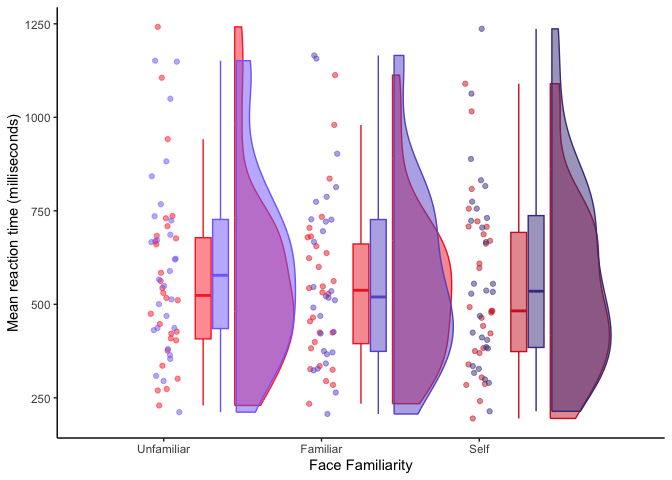 Mean reaction time (milliseconds)
1250
1000
750
500
250
Unfamiliar
Familiar
Self
Face Familiarity